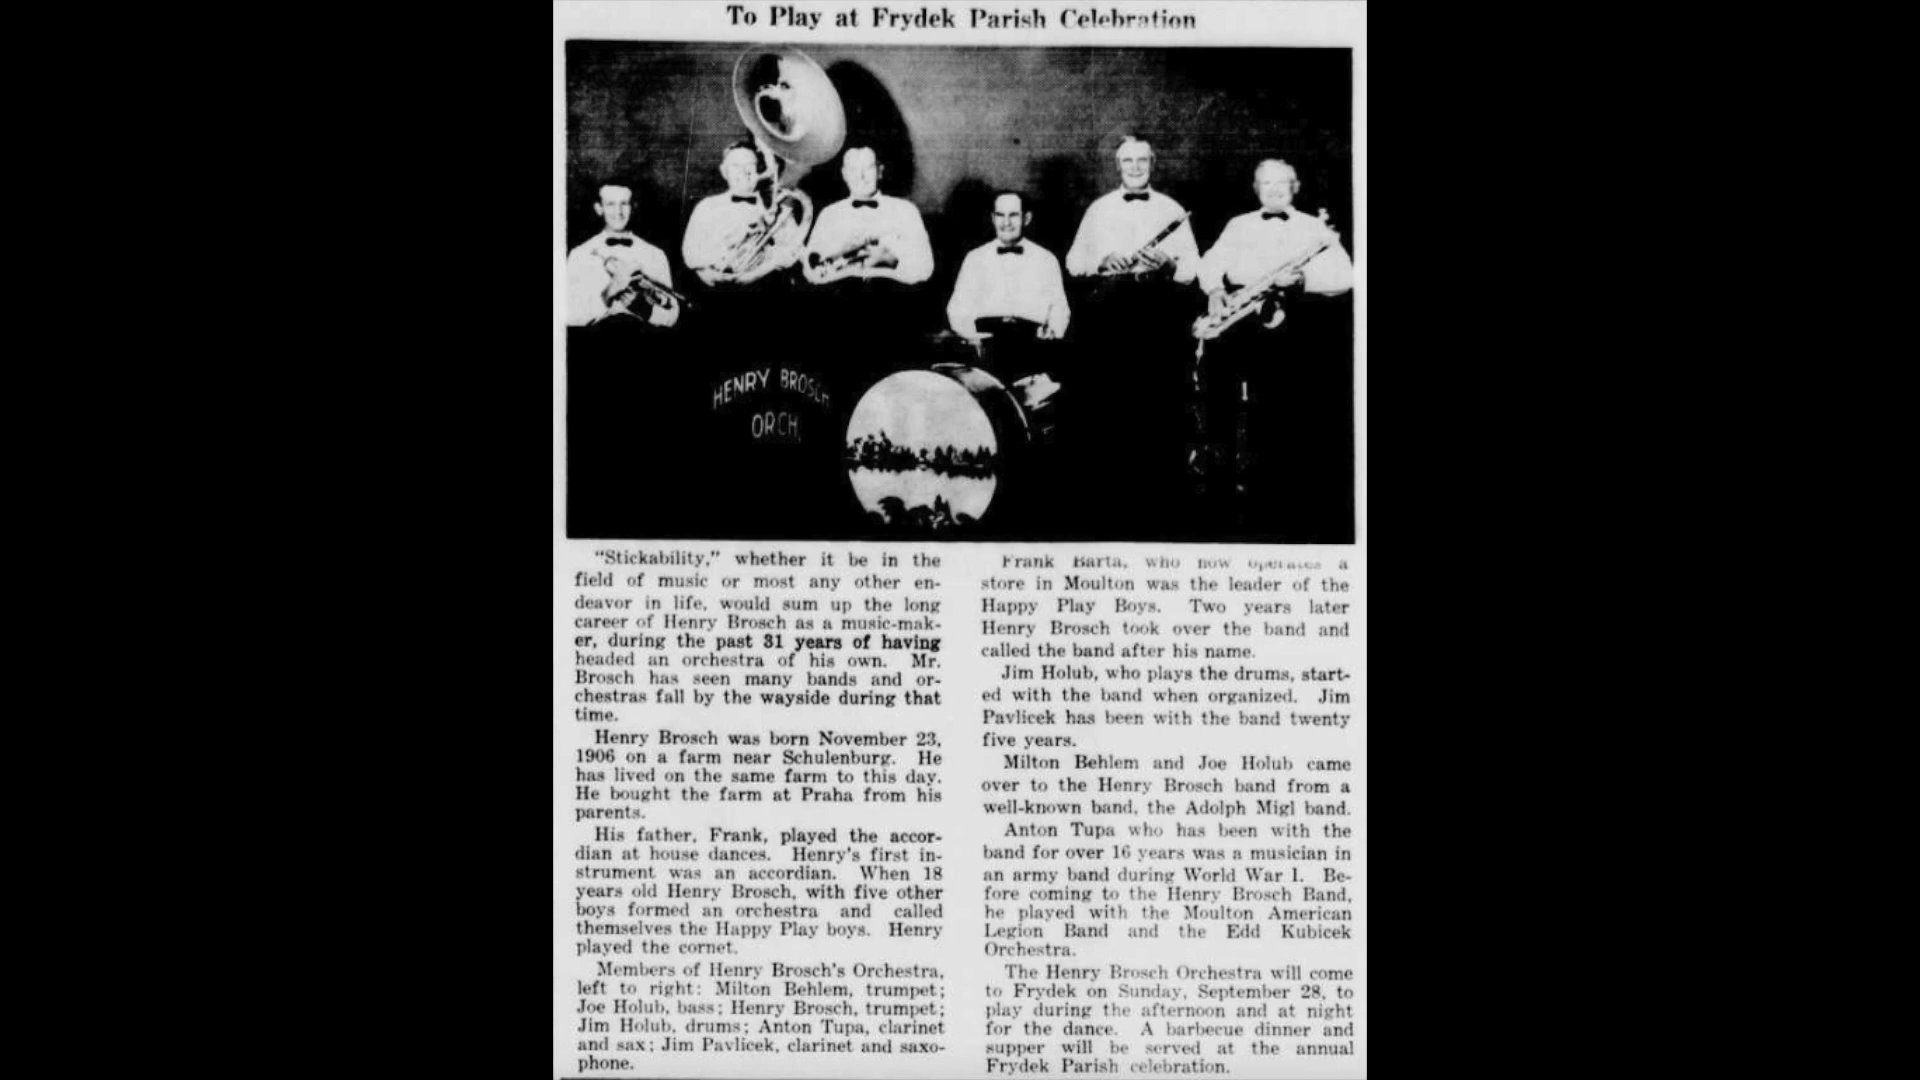 To Play at Frydek Parish Celebration
HENRY BROSCH
ORCH.
"Stickability," whether it be in the
field of music or most any other en-
deavor in life, would sum up the long
career of Henry Brosch as a music-mak-
er, during the past 31 years of having
headed an orchestra of his own. Mr.
Brosch has seen many bands and or-
chestras fall by the wayside during that
time.
Henry Brosch was born November 23,
1906 on a farm near Schulenburg. He
has lived on the same farm to this day.
He bought the farm at Praha from his
parents.
His father, Frank, played the accor-
dian at house dances. Henry's first in-
strument was an accordian. When 18
years old Henry Brosch, with five other
boys formed an orchestra and called
themselves the Happy Play boys. Henry
played the cornet.
Members of Henry Brosch's Orchestra,
left to right: Milton Behlem, trumpet;
Joe Holub, bass; Henry Brosch, trumpet;
Jim Holub, drums; Anton Tupa, clarinet
and sax; Jim Pavlicek, clarinet and saxo-
phone.
Frank Barta, who now operates a
store in Moulton was the leader of the
Happy Play Boys. Two years later
Henry Brosch took over the band and
called the band after his name.
Jim Holub, who plays the drums, start-
ed with the band when organized. Jim
Pavlicek has been with the band twenty
five years.
Milton Behlem and Joe Holub came
over to the Henry Brosch band from a
well-known band, the Adolph Migl band.
Anton Tupa who has been with the
band for over 16 years was a musician in
an army band during World War I. Be-
fore coming to the Henry Brosch Band,
he played with the Moulton American
Legion Band and the Edd Kubicek
Orchestra.
The Henry Brosch Orchestra will come
to Frydek on Sunday, September 28, to
play during the afternoon and at night
for the dance. A barbecue dinner and
supper will be served at the annual
Frydek Parish celebration.